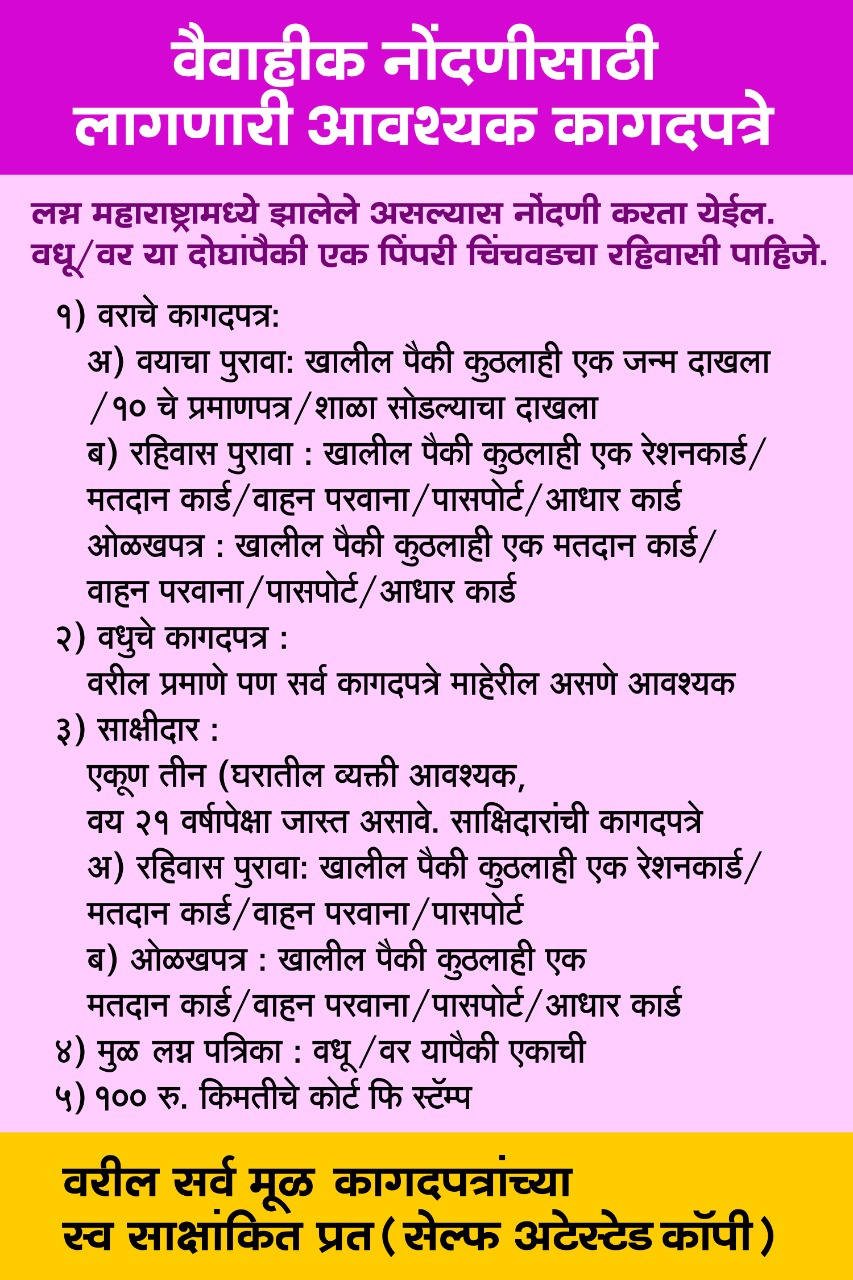 वैवाहीक नोंदणीसाठी
लागणारी आवश्यक कागदपत्रे
लग्न महाराष्ट्रामध्ये झालेले असल्यास नोंदणी करता येईल.
वधू/वर या दोघांपैकी एक पिंपरी चिंचवडचा रहिवासी पाहिजे.
१) वराचे कागदपत्र:
अ) वयाचा पुरावा: खालील पैकी कुठलाही एक जन्म दाखला
/१० चे प्रमाणपत्र/शाळा सोडल्याचा दाखला
ब) रहिवास पुरावा : खालील पैकी कुठलाही एक रेशनकार्ड/
मतदान कार्ड/वाहन परवाना/पासपोर्ट/आधार कार्ड
ओळखपत्र : खालील पैकी कुठलाही एक मतदान कार्ड/
वाहन परवाना/पासपोर्ट/आधार कार्ड
२) वधुचे कागदपत्र :
वरील प्रमाणे पण सर्व कागदपत्रे माहेरील असणे आवश्यक
३) साक्षीदार :
एकूण तीन (घरातील व्यक्ती आवश्यक,
वय २१ वर्षापेक्षा जास्त असावे. साक्षिदारांची कागदपत्रे
अ) रहिवास पुरावा: खालील पैकी कुठलाही एक रेशनकार्ड/
मतदान कार्ड/वाहन परवाना/पासपोर्ट
ब) ओळखपत्र : खालील पैकी कुठलाही एक
मतदान कार्ड/वाहन परवाना/पासपोर्ट/आधार कार्ड
४) मुळ लग्न पत्रिका : वधू/वर यापैकी एकाची
५) १०० रु. किमतीचे कोर्ट फि स्टॅम्प
वरील सर्व मूळ कागदपत्रांच्या
स्व साक्षांकित प्रत(सेल्फ अटेस्टेड कॉपी)